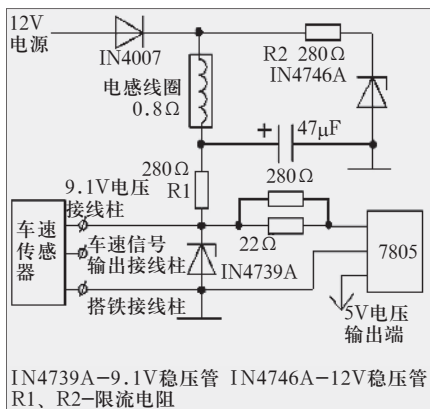 12V
电源
IN4007
R2 280Ω
IN4746A
电感线圈
0.8Ω
+
47μF
280Ω
R1
280Ω
9.1V电压
接线柱
车速
传感
器
车速信号
输出接线柱
22Ω
IN4739A
7805
搭铁接线柱
5V电压
输出端
IN4739A-9.1V稳压管 IN4746A-12V稳压管
R1、R2-限流电阻